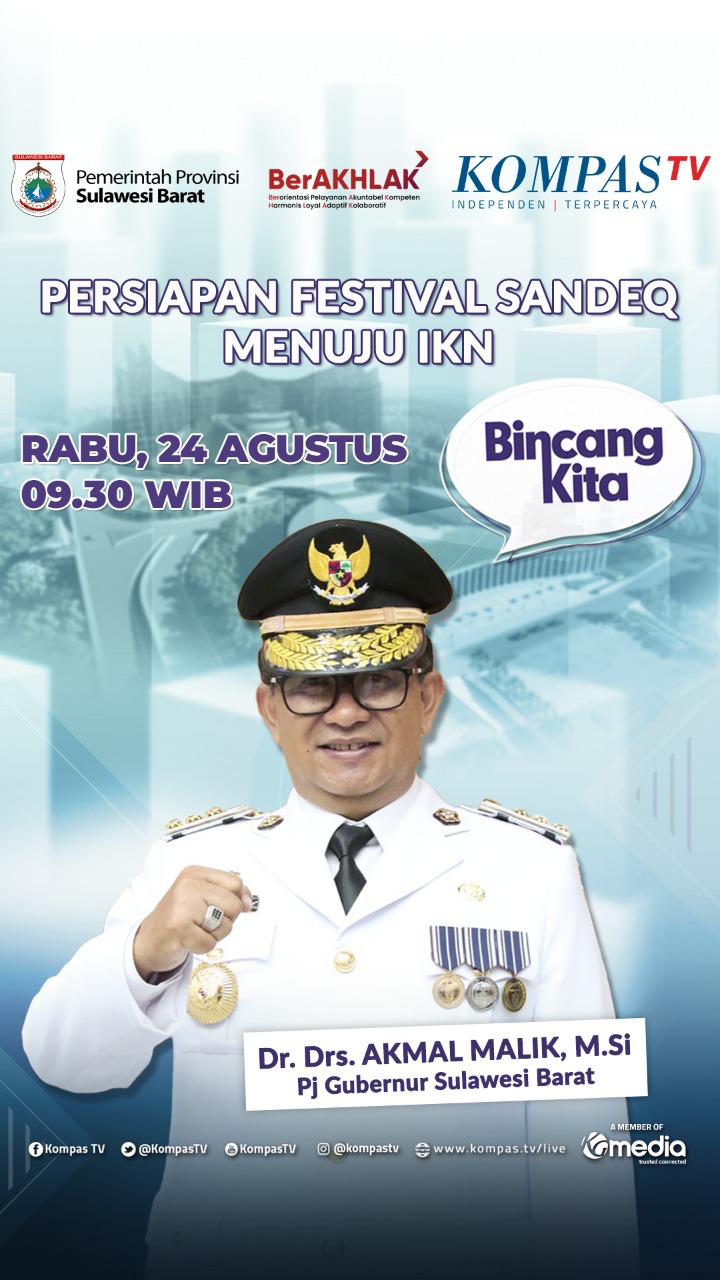 SULAWESI BARAT
Pemerintah Provinsi
Sulawesi Barat
BerAKHLAK
Berorientasi Pelayanan Akuntabel Kompeten
Harmonis Loyal Adaptif Kolaboratif
KOMPAS TV
INDEPENDEN | TERPERCAYA
PERSIAPAN FESTIVAL SANDEQ
MENUJU IKN
RABU, 24 AGUSTUS
09.30 WIB
Bincang
Kita
Dr. Drs. AKMAL MALIK, M.Si
Pj Gubernur Sulawesi Barat
Kompas TV @KompasTV KompasTV @kompastv www.kompas.tv/live
A MEMBER OF
KGmedia
trusted connected